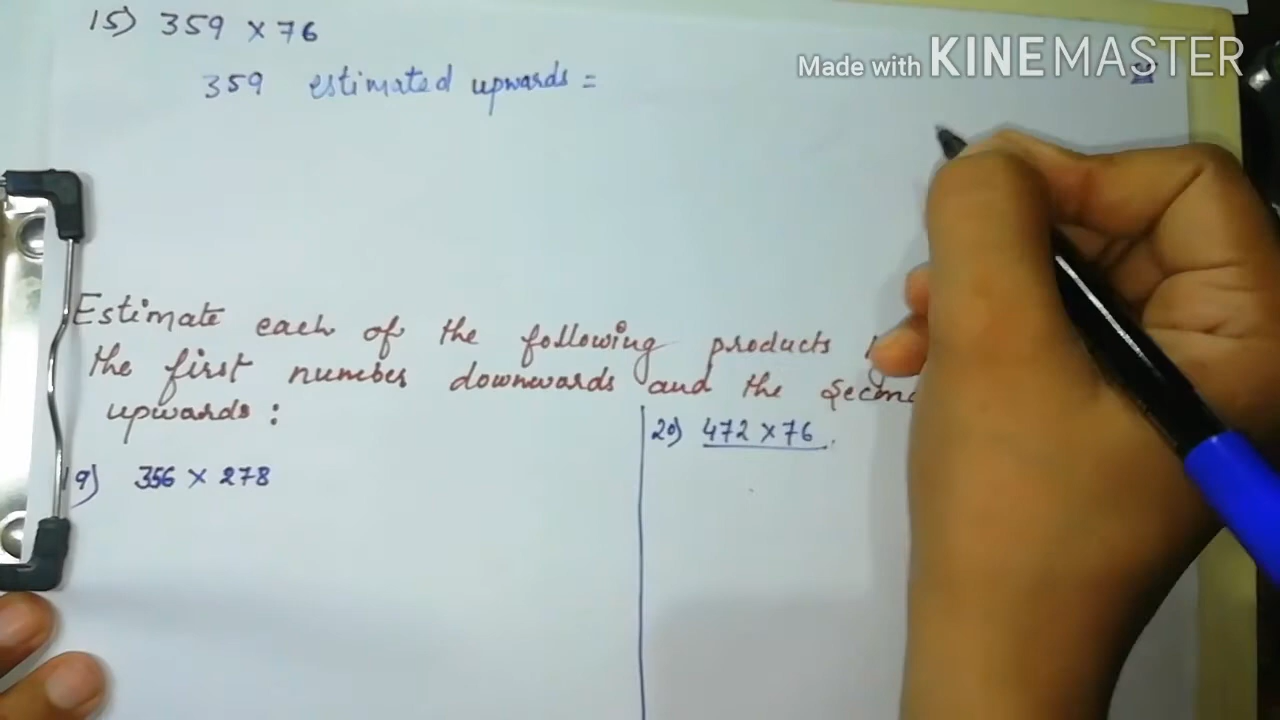 15) 359 × 76
Made with KINEMASTER
359 estimated upwards =
Estimate each of the following products
the first number downwards and the
upwards :
19) 356 × 278
20) 472 × 76 .